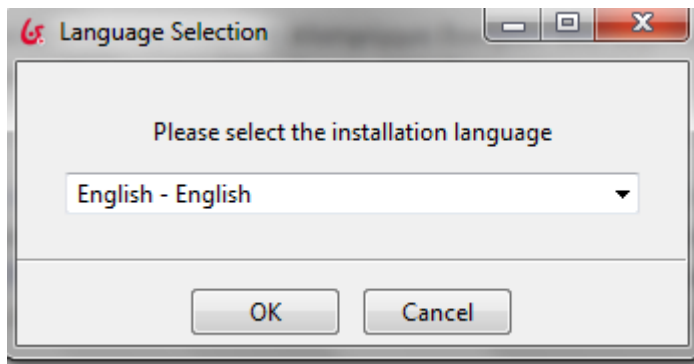 Language Selection
Please select the installation language
English - English
OK Cancel